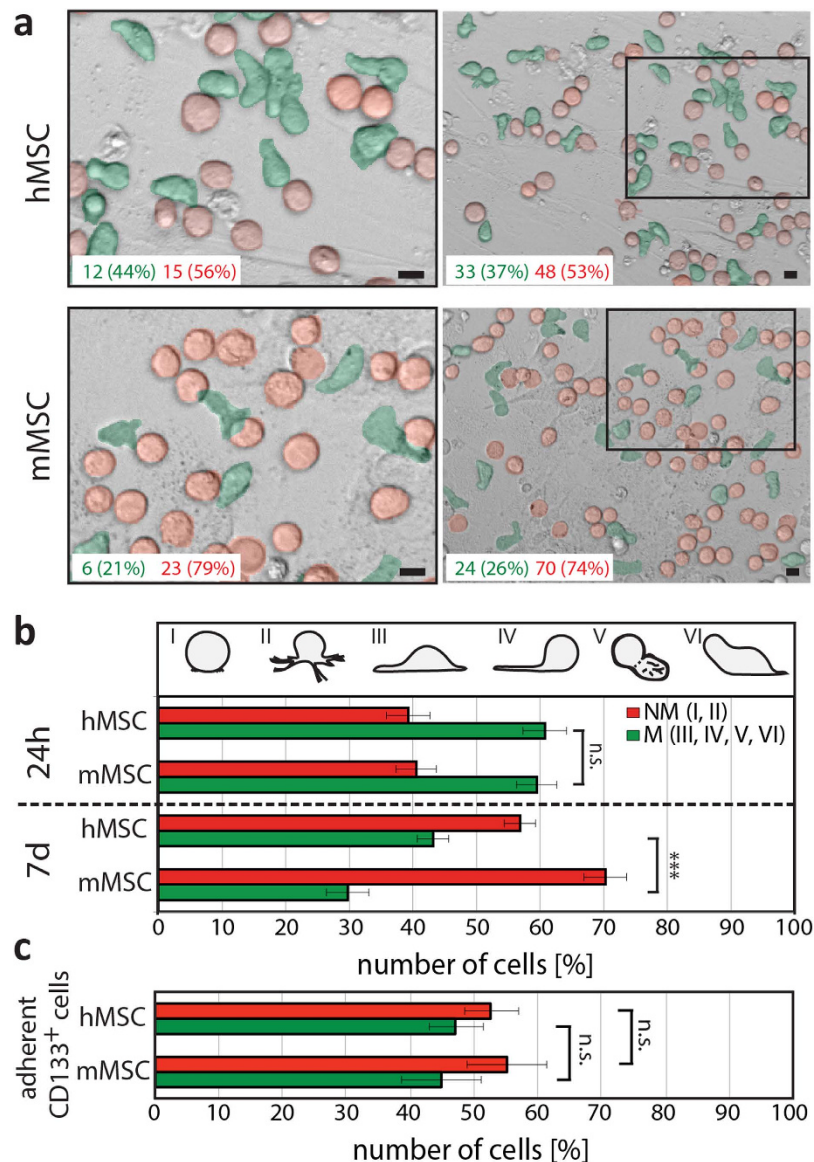 a
hMSC
12 (44%) 15 (56%)
33 (37%) 48 (53%)
mMSC
6 (21%) 23 (79%)
24 (26%) 70 (74%)
b
I II III IV V VI
NM (I, II)
M (III, IV, V, VI)
24h
hMSC
mMSC
n.s.
7d
hMSC
mMSC
***
0 10 20 30 40 50 60 70 80 90 100
number of cells [%]
c
adherent
CD133+ cells
hMSC
mMSC
n.s.
n.s.
0 10 20 30 40 50 60 70 80 90 100
number of cells [%]